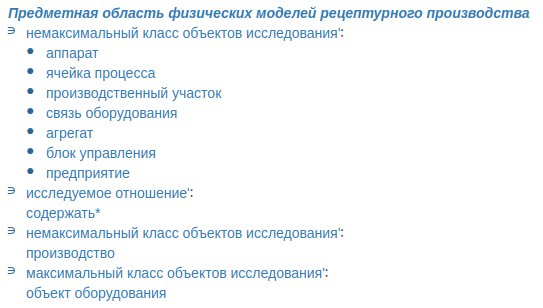 Предметная область физических моделей рецептурного производства
∍ немаксимальный класс объектов исследования':
• аппарат
• ячейка процесса
• производственный участок
• связь оборудования
• агрегат
• блок управления
• предприятие
∍ исследуемое отношение':
содержать*
∍ немаксимальный класс объектов исследования':
производство
∍ максимальный класс объектов исследования':
объект оборудования